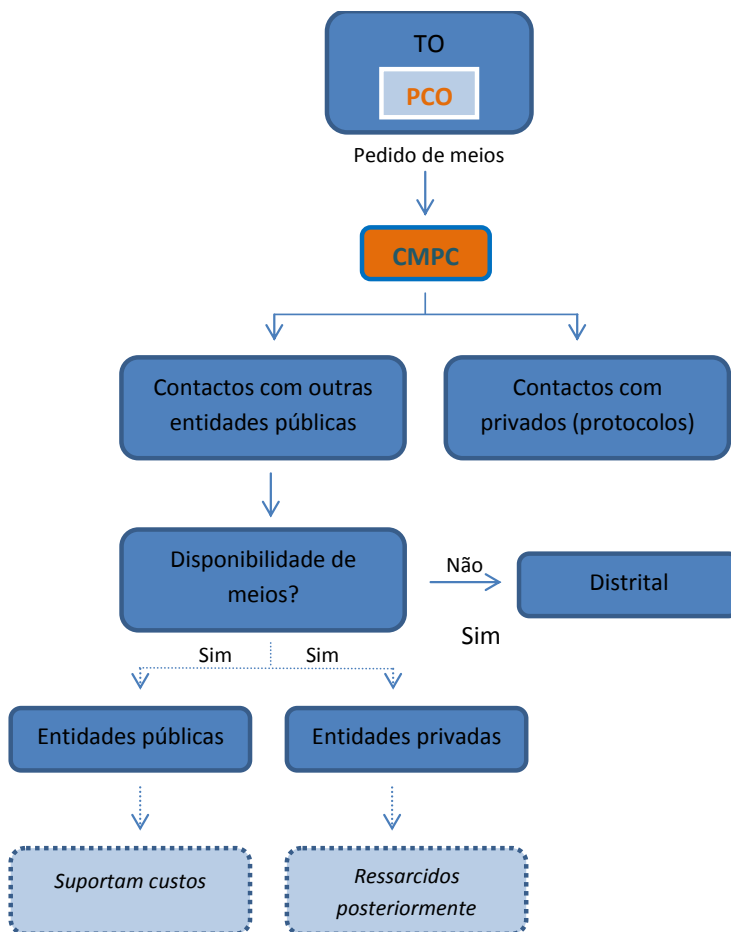 TO
PCO
Pedido de meios
CMPC
Contactos com outras
entidades públicas
Contactos com
privados (protocolos)
Disponibilidade de
meios?
Não
Distrital
Sim
Sim
Sim
Entidades públicas
Entidades privadas
Suportam custos
Ressarcidos
posteriormente